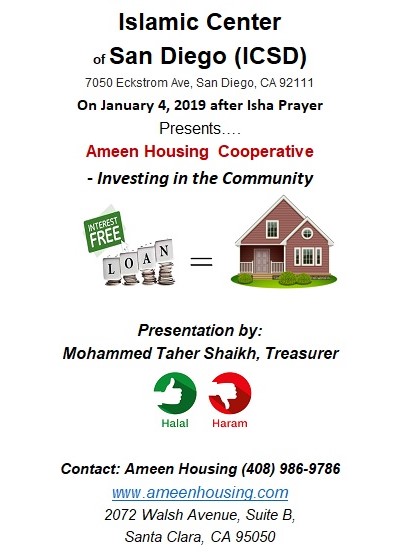 Islamic Center
of San Diego (ICSD)
7050 Eckstrom Ave, San Diego, CA 92111
On January 4, 2019 after Isha Prayer
Presents....
Ameen Housing Cooperative
- Investing in the Community
INTEREST
FREE
LOAN
=
Presentation by:
Mohammed Taher Shaikh, Treasurer
Halal Haram
Contact: Ameen Housing (408) 986-9786
www.ameenhousing.com
2072 Walsh Avenue, Suite B,
Santa Clara, CA 95050